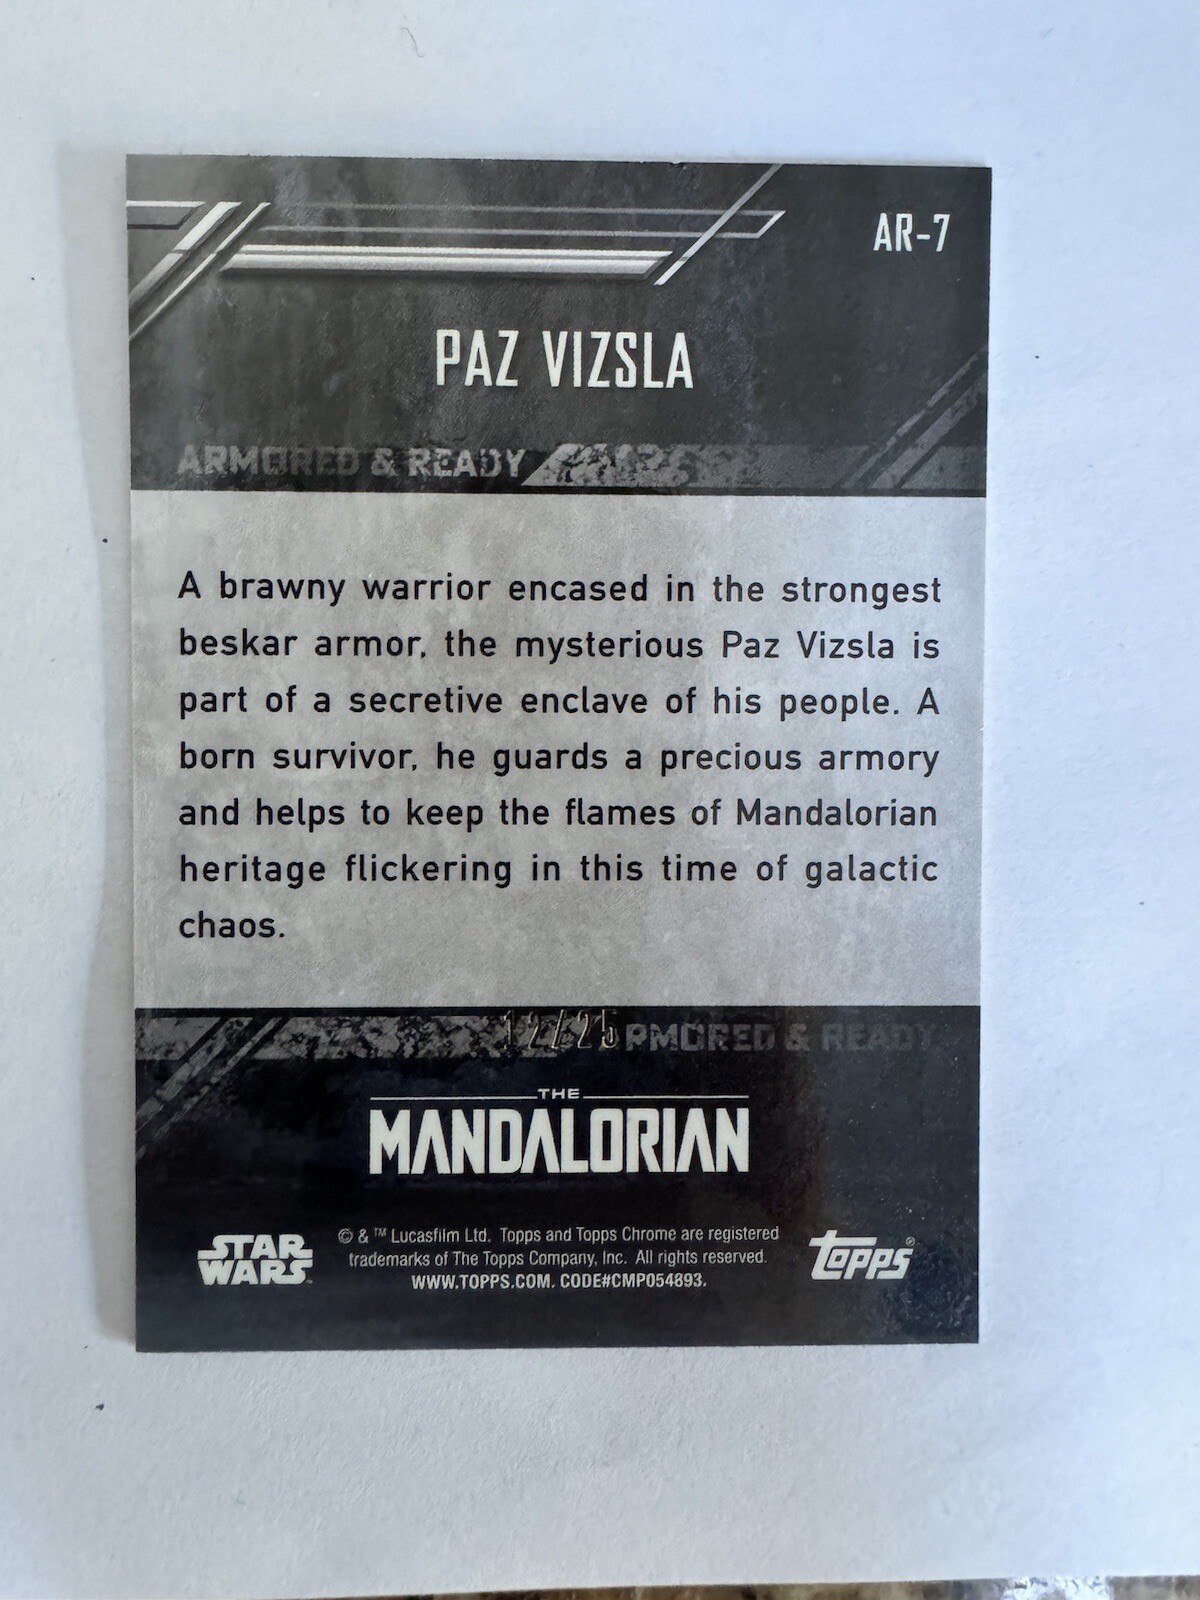 AR-7
PAZ VIZSLA
ARMORED & READY
A brawny warrior encased in the strongest
beskar armor, the mysterious Paz Vizsla is
part of a secretive enclave of his people. A
born survivor, he guards a precious armory
and helps to keep the flames of Mandalorian
heritage flickering in this time of galactic
chaos.
12/25 ARMORED & READY
THE
MANDALORIAN
STAR
WARS
© & ™ Lucasfilm Ltd. Topps and Topps Chrome are registered
trademarks of The Topps Company, Inc. All rights reserved.
WWW.TOPPS.COM. CODE#CMP054893.
topps®